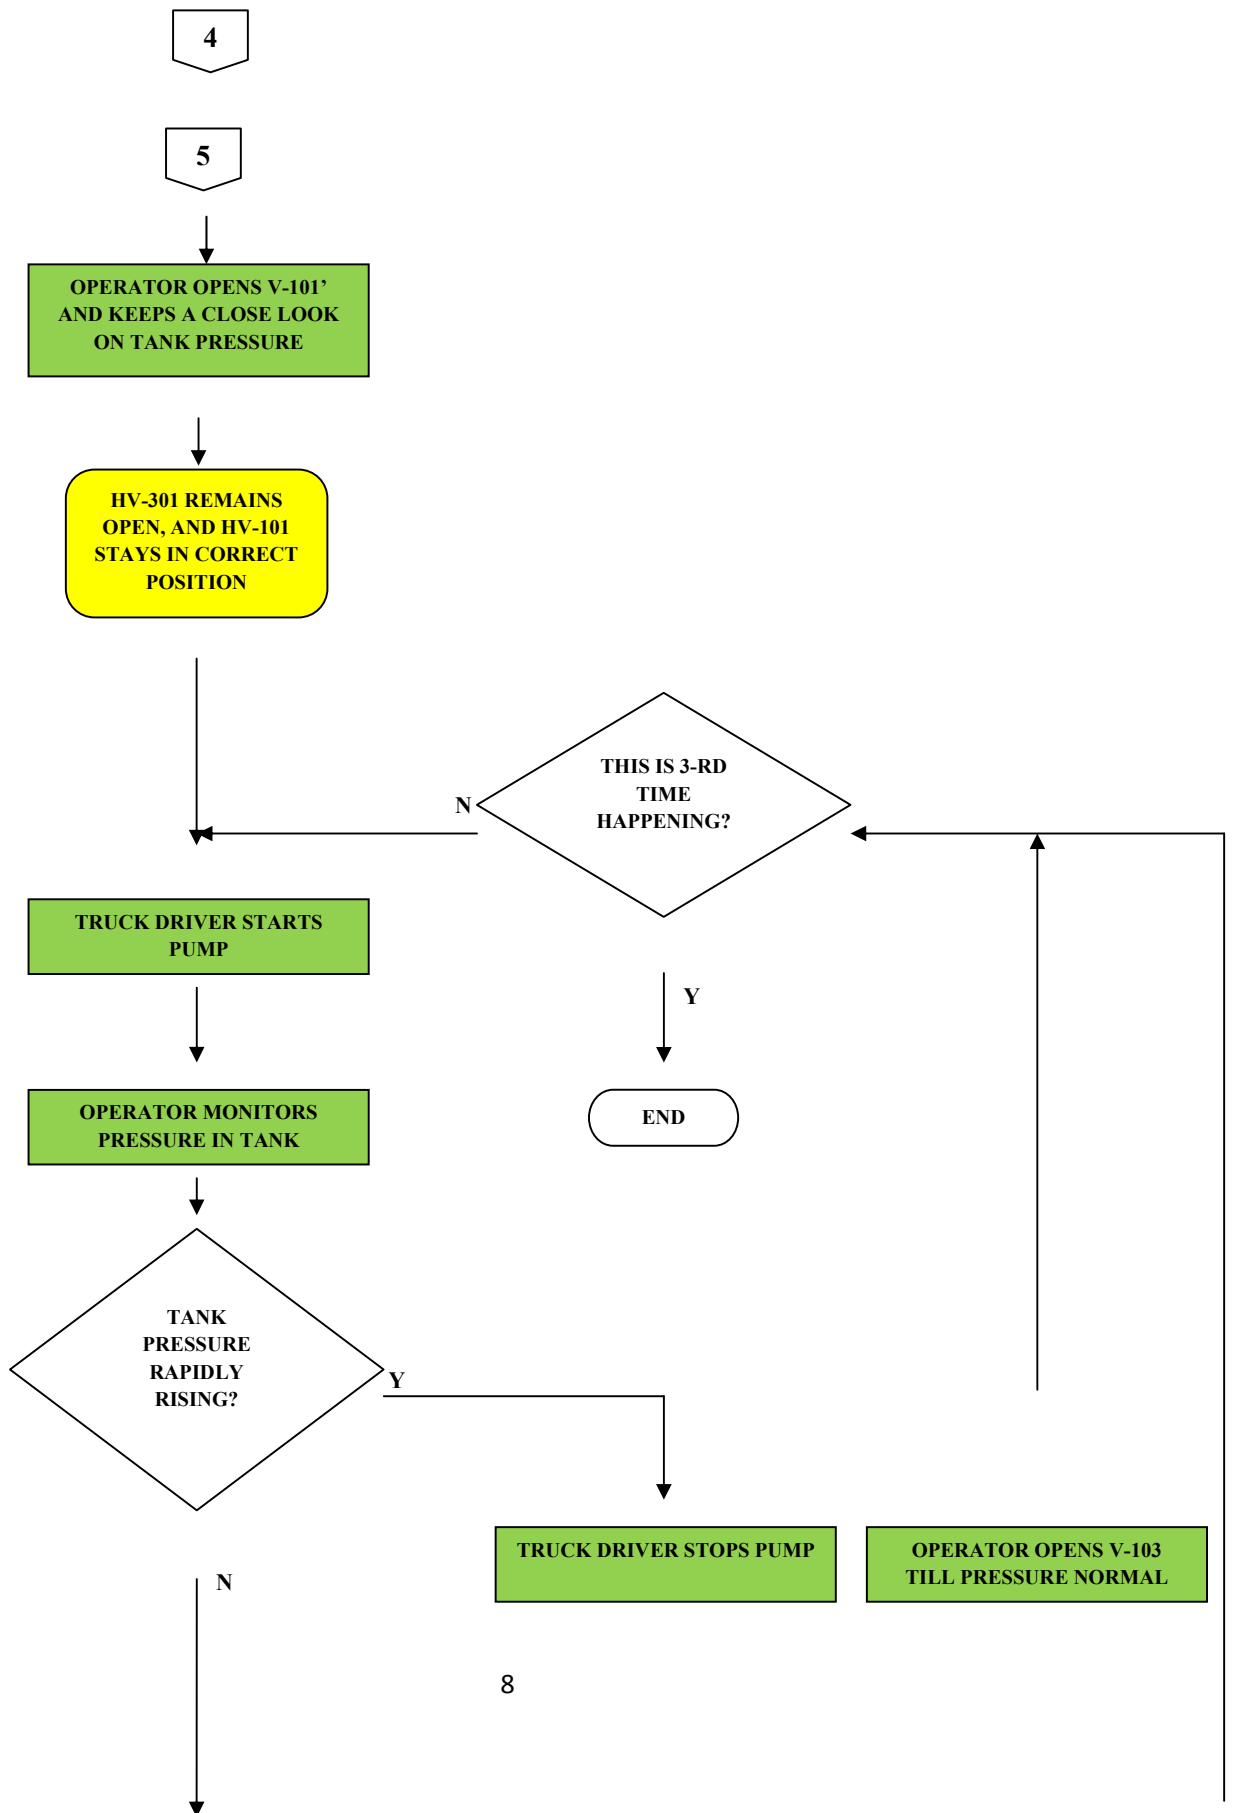 4
5
OPERATOR OPENS V-101’
AND KEEPS A CLOSE LOOK
ON TANK PRESSURE
HV-301 REMAINS
OPEN, AND HV-101
STAYS IN CORRECT
POSITION
THIS IS 3-RD
TIME
HAPPENING?
N
TRUCK DRIVER STARTS
PUMP
Y
OPERATOR MONITORS
PRESSURE IN TANK
END
TANK
PRESSURE
RAPIDLY
RISING?
Y
TRUCK DRIVER STOPS PUMP
OPERATOR OPENS V-103
TILL PRESSURE NORMAL
N
8